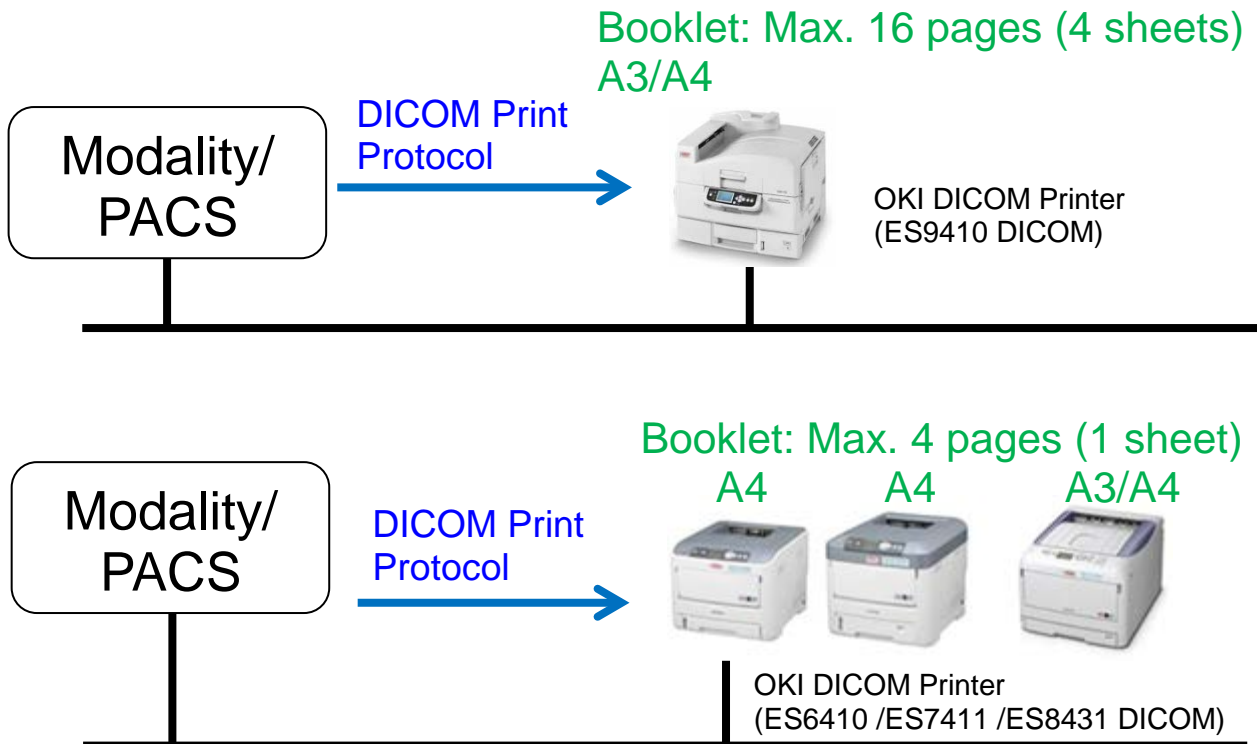 Booklet: Max. 16 pages (4 sheets)
A3/A4
DICOM Print
Protocol
Modality/
PACS
OKI DICOM Printer
(ES9410 DICOM)
Booklet: Max. 4 pages (1 sheet)
A4 A4 A3/A4
Modality/
PACS
DICOM Print
Protocol
OKI DICOM Printer
(ES6410 /ES7411 /ES8431 DICOM)